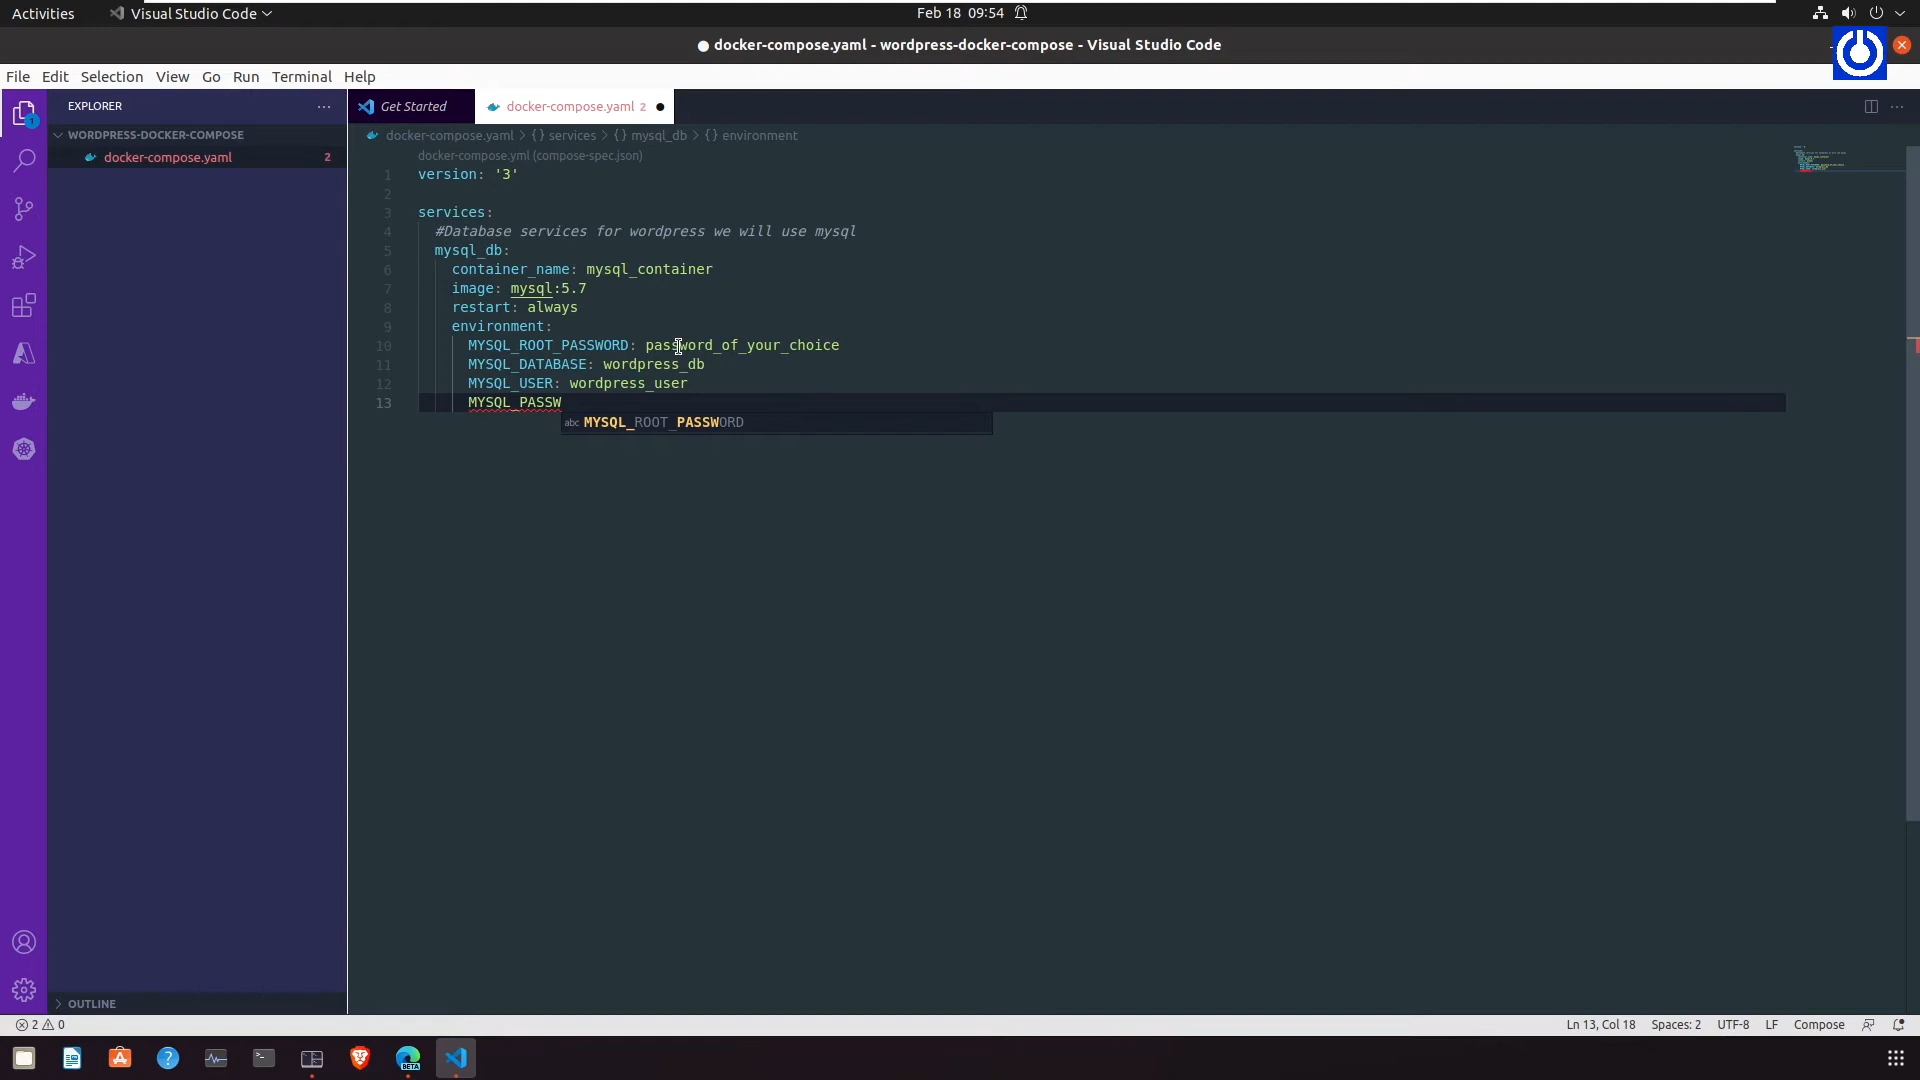 Activities
Visual Studio Code
Feb 18 09:54
● docker-compose.yaml - wordpress-docker-compose - Visual Studio Code
File Edit Selection View Go Run Terminal Help
EXPLORER
Get Started
docker-compose.yaml 2 ●
WORDPRESS-DOCKER-COMPOSE
docker-compose.yaml 2
1
docker-compose.yaml > {} services > {} mysql_db > {} environment
docker-compose.yml (compose-spec.json)
1 version: '3'
2
3 services:
4 #Database services for wordpress we will use mysql
5 mysql_db:
6 container_name: mysql_container
7 image: mysql:5.7
8 restart: always
9 environment:
10 MYSQL_ROOT_PASSWORD: password_of_your_choice
11 MYSQL_DATABASE: wordpress_db
12 MYSQL_USER: wordpress_user
13 MYSQL_PASSW
abc MYSQL_ROOT_PASSWORD
OUTLINE
2 0
Ln 13, Col 18 Spaces: 2 UTF-8 LF Compose
BETA